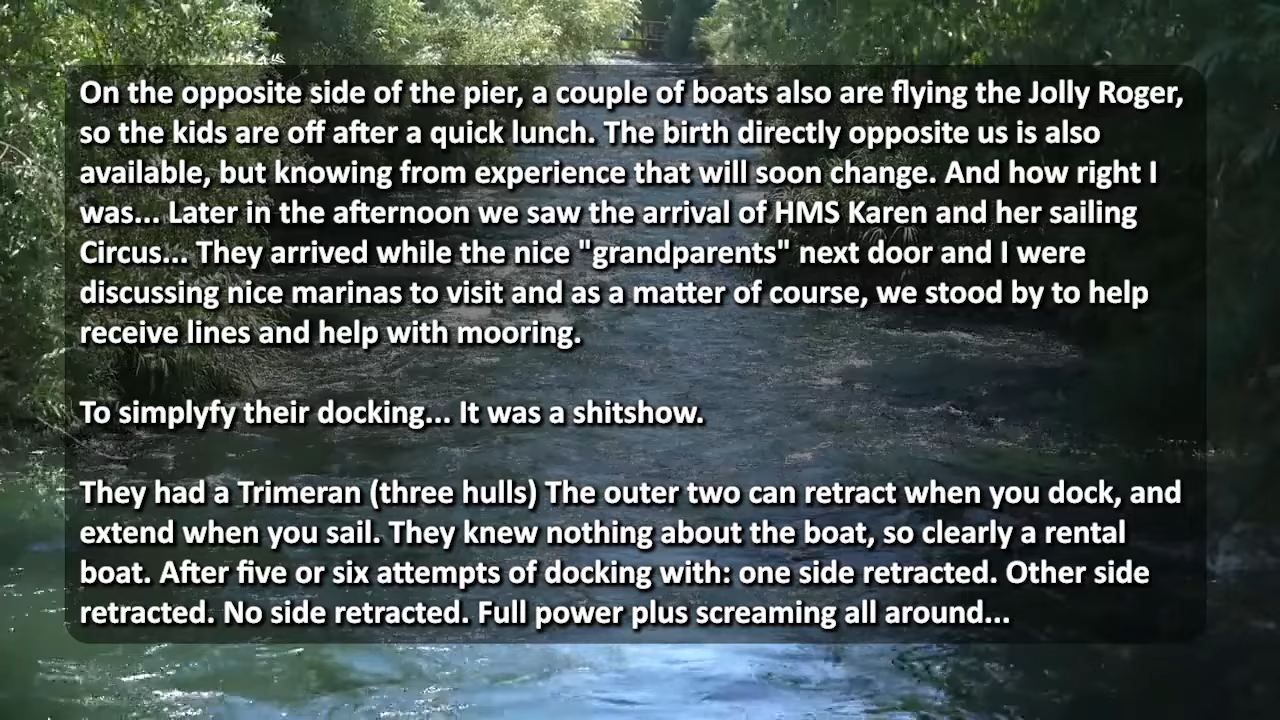 On the opposite side of the pier, a couple of boats also are flying the Jolly Roger,
so the kids are off after a quick lunch. The birth directly opposite us is also
available, but knowing from experience that will soon change. And how right I
was... Later in the afternoon we saw the arrival of HMS Karen and her sailing
Circus... They arrived while the nice "grandparents" next door and I were
discussing nice marinas to visit and as a matter of course, we stood by to help
receive lines and help with mooring.
To simplyfy their docking... It was a shitshow.
They had a Trimeran (three hulls) The outer two can retract when you dock, and
extend when you sail. They knew nothing about the boat, so clearly a rental
boat. After five or six attempts of docking with: one side retracted. Other side
retracted. No side retracted. Full power plus screaming all around...